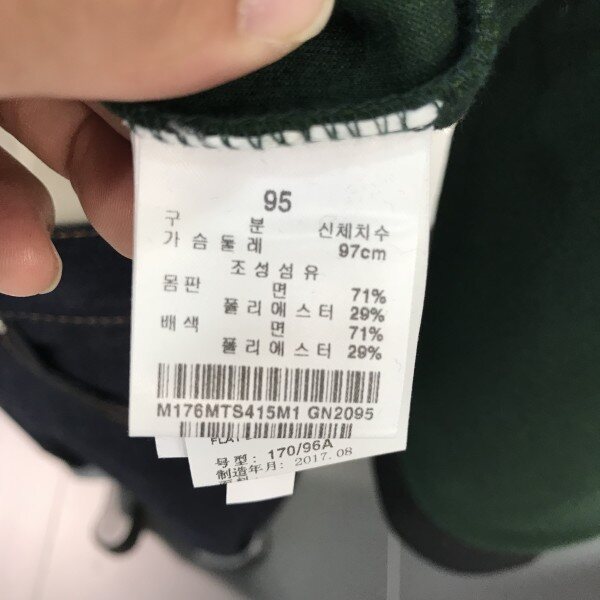 95
구 분 신체치수
가슴둘레 97cm
조성섬유
몸판 면 71%
폴리에스터 29%
배색 면 71%
폴리에스터 29%
M176MTS415M1 GN2095
号型: 170/96A
制造年月: 2017.08